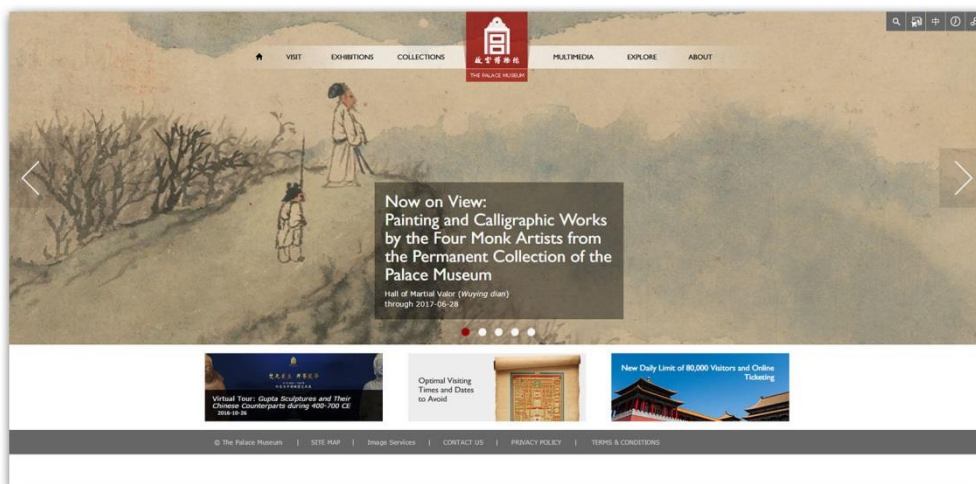 中
VISIT EXHIBITIONS COLLECTIONS
故宫博物院
THE PALACE MUSEUM
MULTIMEDIA EXPLORE ABOUT
Now on View:
Painting and Calligraphic Works
by the Four Monk Artists from
the Permanent Collection of the
Palace Museum
Hall of Martial Valor (Wuying dian)
through 2017-06-28
Virtual Tour: Gupta Sculptures and Their
Chinese Counterparts during 400-700 CE
2016-10-26
Optimal Visiting
Times and Dates
to Avoid
New Daily Limit of 80,000 Visitors and Online
Ticketing
© The Palace Museum | SITE MAP | Image Services | CONTACT US | PRIVACY POLICY | TERMS & CONDITIONS